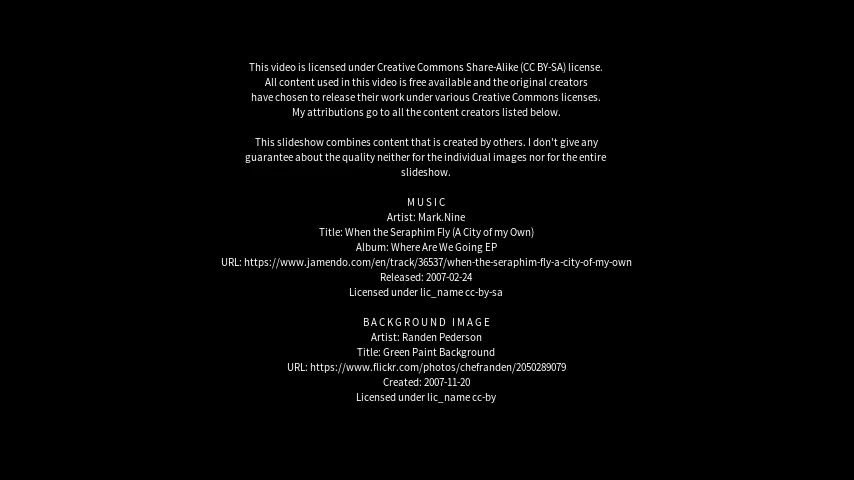 This video is licensed under Creative Commons Share-Alike (CC BY-SA) license.
All content used in this video is free available and the original creators
have chosen to release their work under various Creative Commons licenses.
My attributions go to all the content creators listed below.
This slideshow combines content that is created by others. I don't give any
guarantee about the quality neither for the individual images nor for the entire
slideshow.
M U S I C
Artist: Mark.Nine
Title: When the Seraphim Fly (A City of my Own)
Album: Where Are We Going EP
URL: https://www.jamendo.com/en/track/36537/when-the-seraphim-fly-a-city-of-my-own
Released: 2007-02-24
Licensed under lic_name cc-by-sa
B A C K G R O U N D   I M A G E
Artist: Randen Pederson
Title: Green Paint Background
URL: https://www.flickr.com/photos/chefranden/2050289079
Created: 2007-11-20
Licensed under lic_name cc-by